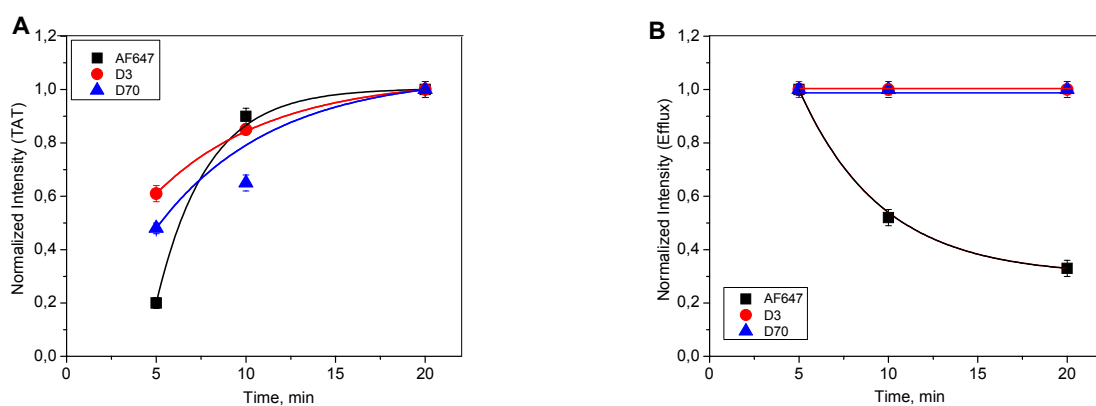 A
Normalized Intensity (TAT)
1,2
1,0
0,8
0,6
0,4
0,2
0,0
AF647
D3
D70
0
5
10
15
20
Time, min
B
Normalized Intensity (Efflux)
1,2
1,0
0,8
0,6
0,4
0,2
0,0
AF647
D3
D70
0
5
10
15
20
Time, min